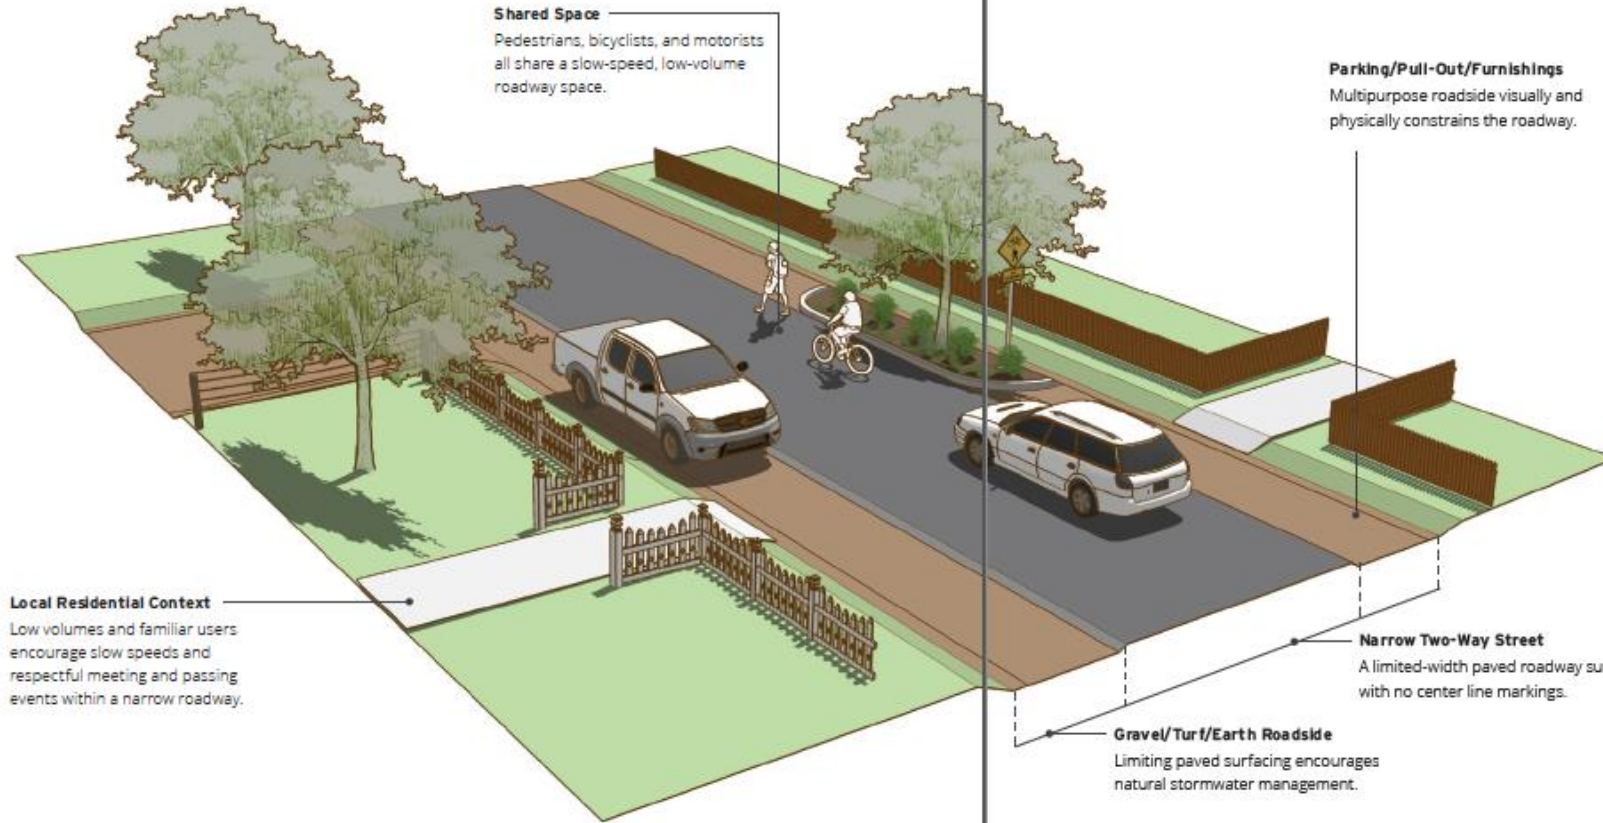 Shared Space
Pedestrians, bicyclists, and motorists
all share a slow-speed, low-volume
roadway space.
Parking/Pull-Out/Furnishings
Multipurpose roadside visually and
physically constrains the roadway.
Local Residential Context
Low volumes and familiar users
encourage slow speeds and
respectful meeting and passing
events within a narrow roadway.
Narrow Two-Way Street
A limited-width paved roadway su
with no center line markings.
Gravel/Turf/Earth Roadside
Limiting paved surfacing encourages
natural stormwater management.